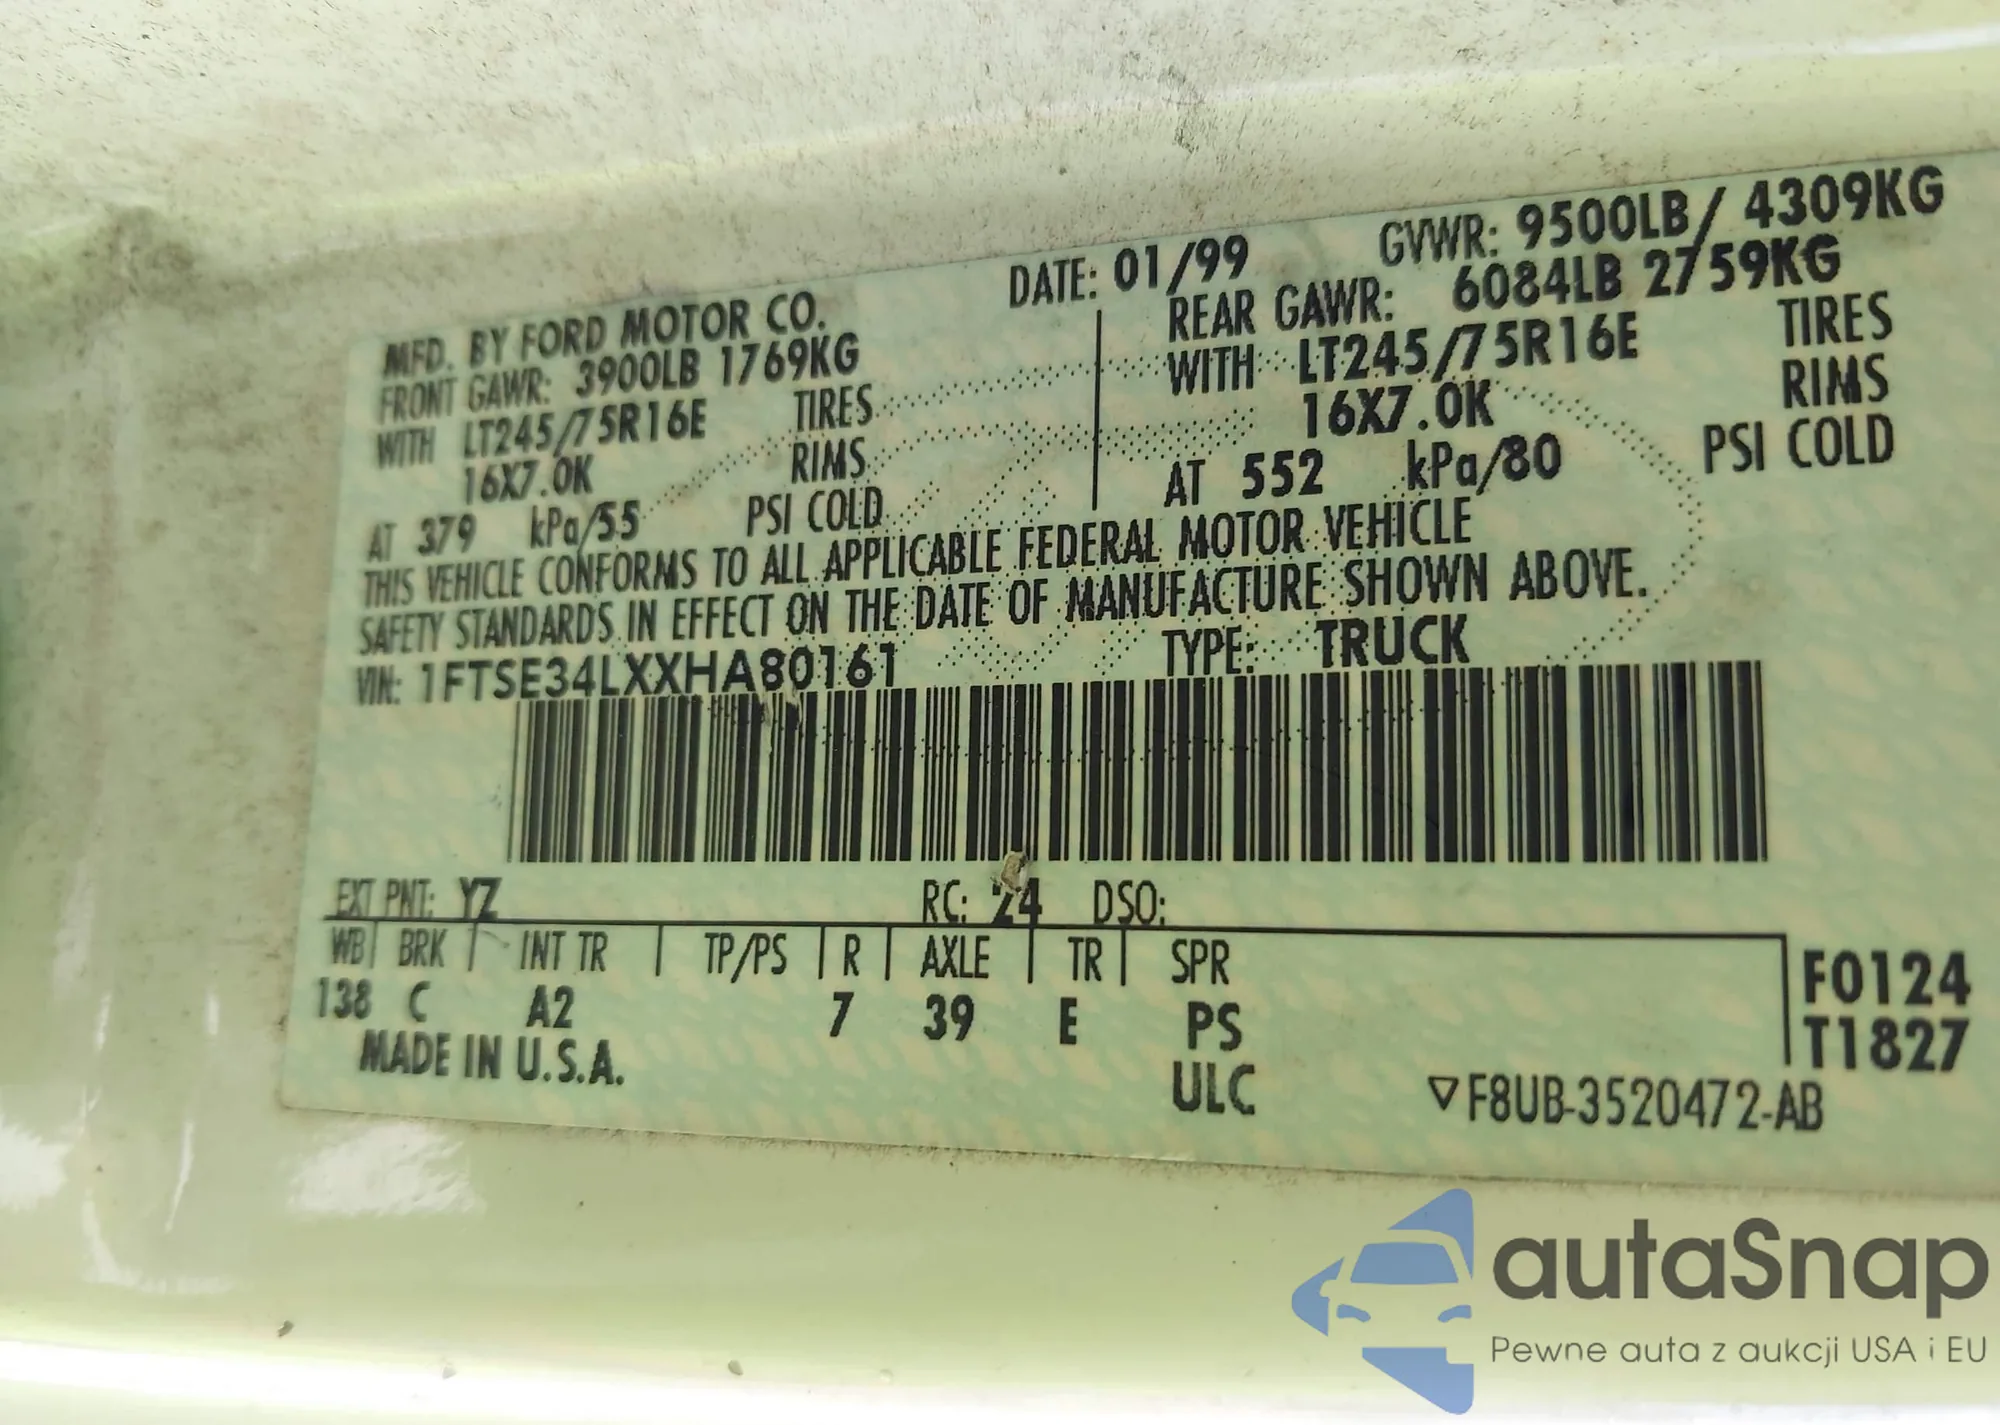 DATE: 01/99 GVWR: 9500LB/ 4309KG
MFD. BY FORD MOTOR CO.
FRONT GAWR: 3900LB 1769KG
WITH LT245/75R16E TIRES
16X7.0K RIMS
AT 379 kPa/55 PSI COLD
REAR GAWR: 6084LB 2759KG
WITH LT245/75R16E TIRES
16X7.0K RIMS
AT 552 kPa/80 PSI COLD
THIS VEHICLE CONFORMS TO ALL APPLICABLE FEDERAL MOTOR VEHICLE
SAFETY STANDARDS IN EFFECT ON THE DATE OF MANUFACTURE SHOWN ABOVE.
VIN: 1FTSE34LXXHA80161 TYPE: TRUCK
EXT PNT: YZ RC: 24 DSO:
WB BRK INT TR TP/PS R AXLE TR SPR
138 C A2 7 39 E PS
ULC
F0124
T1827
MADE IN U.S.A.
▽F8UB-3520472-AB
autaSnap
Pewne auta z aukcji USA i EU